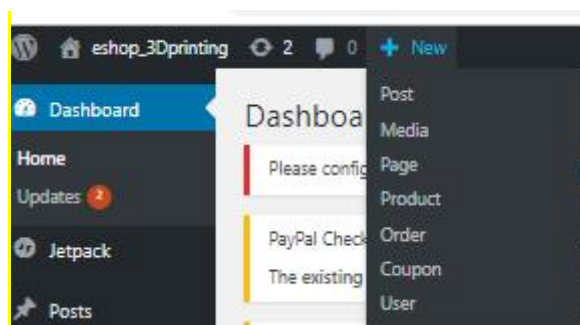 eshop_3Dprinting 2 0 + New
Dashboard
Home
Updates 2
Jetpack
Posts
Dashboa
Please config
PayPal Check
The existing
Post
Media
Page
Product
Order
Coupon
User